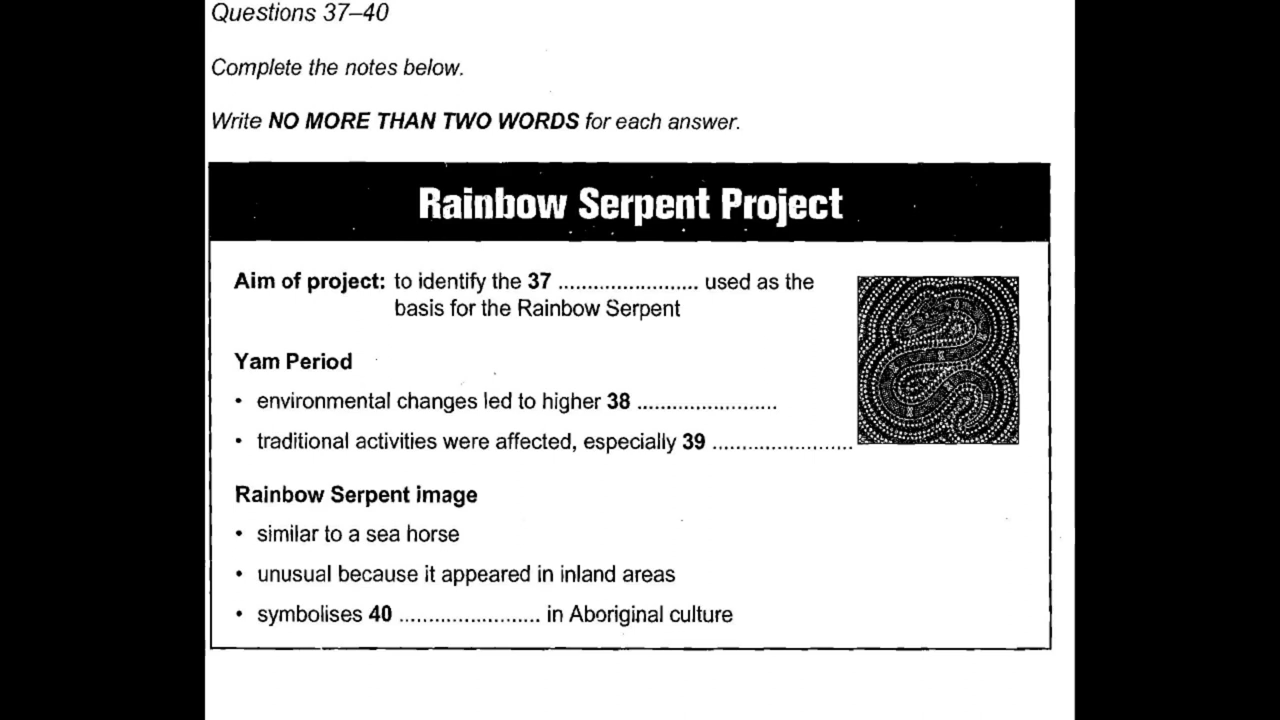 Questions 37–40
Complete the notes below.
Write NO MORE THAN TWO WORDS for each answer.
Rainbow Serpent Project
Aim of project: to identify the 37 ........................ used as the
basis for the Rainbow Serpent
Yam Period
• environmental changes led to higher 38 ........................
• traditional activities were affected, especially 39 ........................
Rainbow Serpent image
• similar to a sea horse
• unusual because it appeared in inland areas
• symbolises 40 ........................ in Aboriginal culture